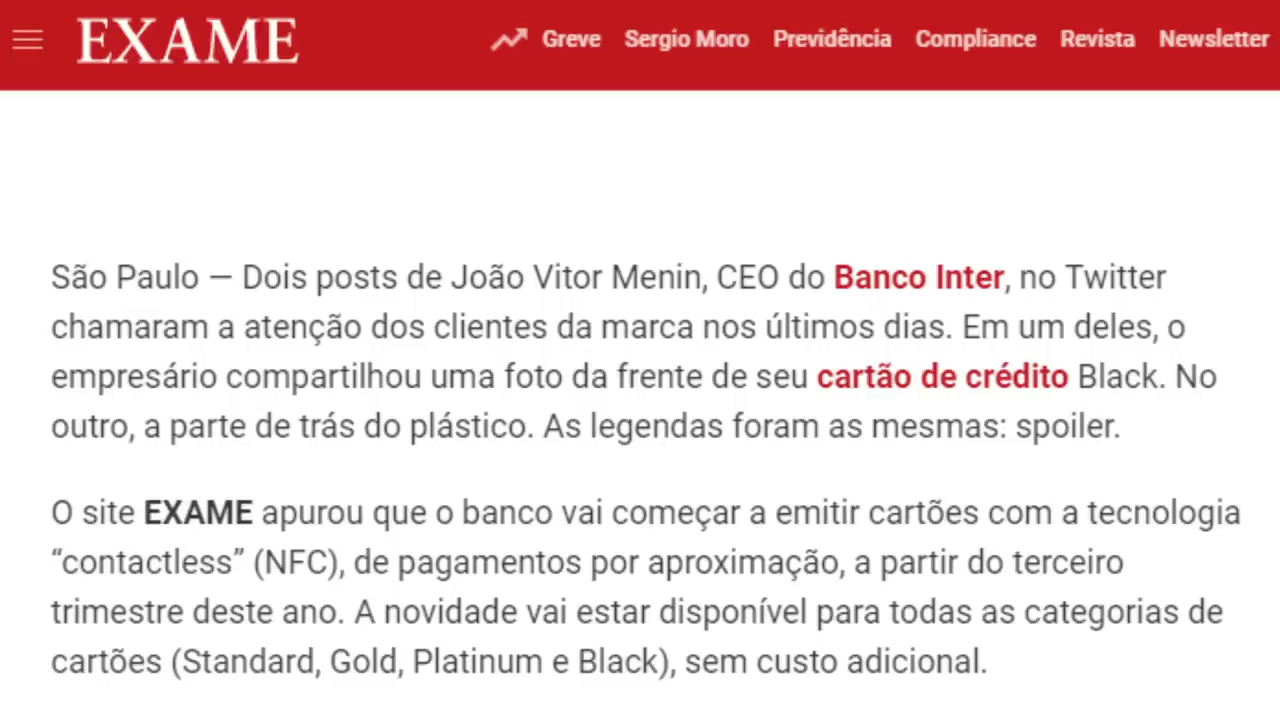 EXAME
Greve Sergio Moro Previdência Compliance Revista Newsletter
São Paulo — Dois posts de João Vitor Menin, CEO do Banco Inter, no Twitter
chamaram a atenção dos clientes da marca nos últimos dias. Em um deles, o
empresário compartilhou uma foto da frente de seu cartão de crédito Black. No
outro, a parte de trás do plástico. As legendas foram as mesmas: spoiler.
O site EXAME apurou que o banco vai começar a emitir cartões com a tecnologia
“contactless” (NFC), de pagamentos por aproximação, a partir do terceiro
trimestre deste ano. A novidade vai estar disponível para todas as categorias de
cartões (Standard, Gold, Platinum e Black), sem custo adicional.